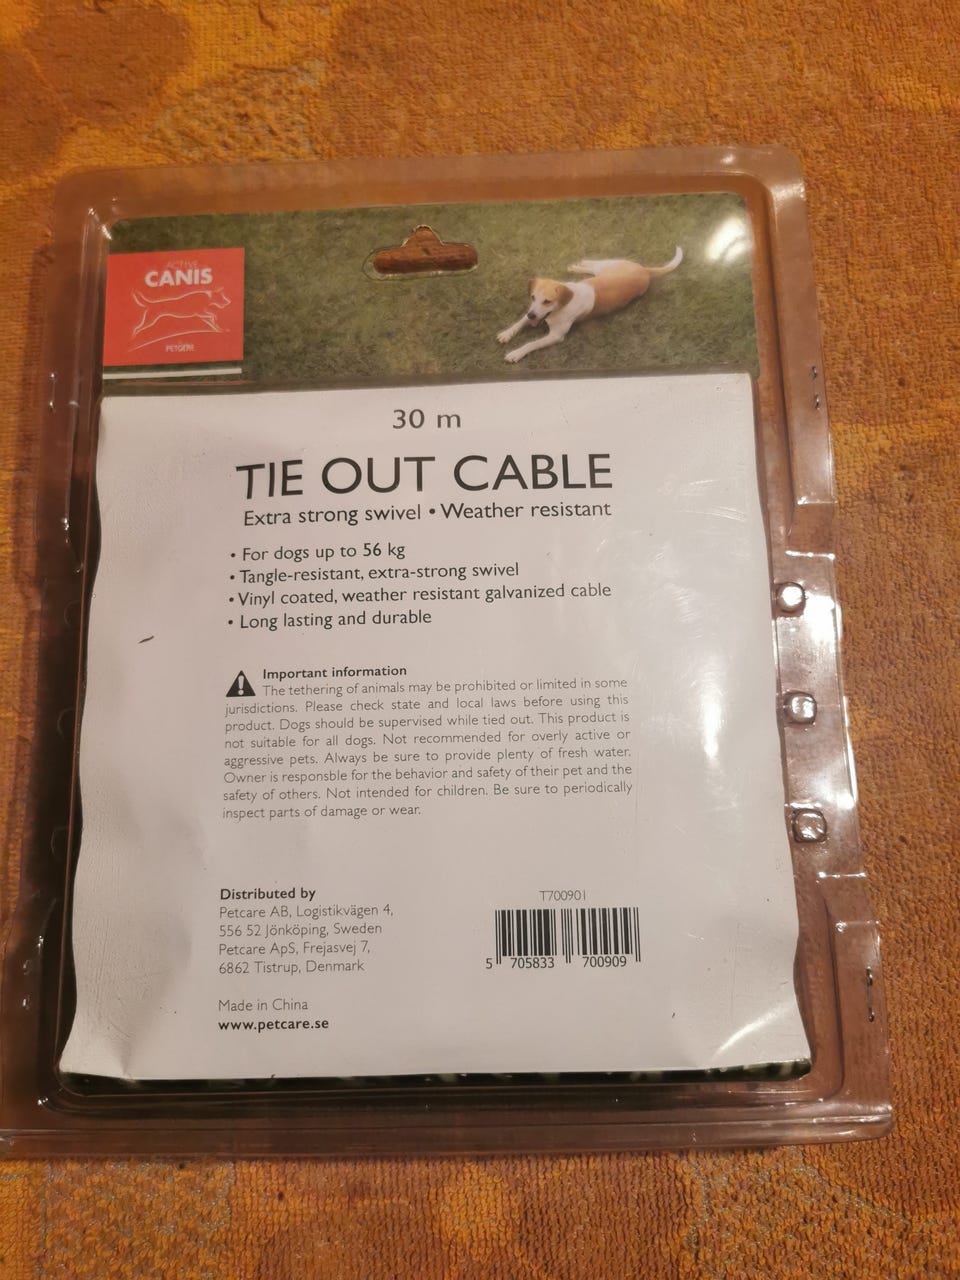 ACTIVE
CANIS
PETCARE
30 m
TIE OUT CABLE
Extra strong swivel • Weather resistant
• For dogs up to 56 kg
• Tangle-resistant, extra-strong swivel
• Vinyl coated, weather resistant galvanized cable
• Long lasting and durable
Important information
The tethering of animals may be prohibited or limited in some
jurisdictions. Please check state and local laws before using this
product. Dogs should be supervised while tied out. This product is
not suitable for all dogs. Not recommended for overly active or
aggressive pets. Always be sure to provide plenty of fresh water.
Owner is responsble for the behavior and safety of their pet and the
safety of others. Not intended for children. Be sure to periodically
inspect parts of damage or wear.
Distributed by
Petcare AB, Logistikvägen 4,
556 52 Jönköping, Sweden
Petcare ApS, Frejasvej 7,
6862 Tistrup, Denmark
Made in China
www.petcare.se
T700901
5 705833 700909